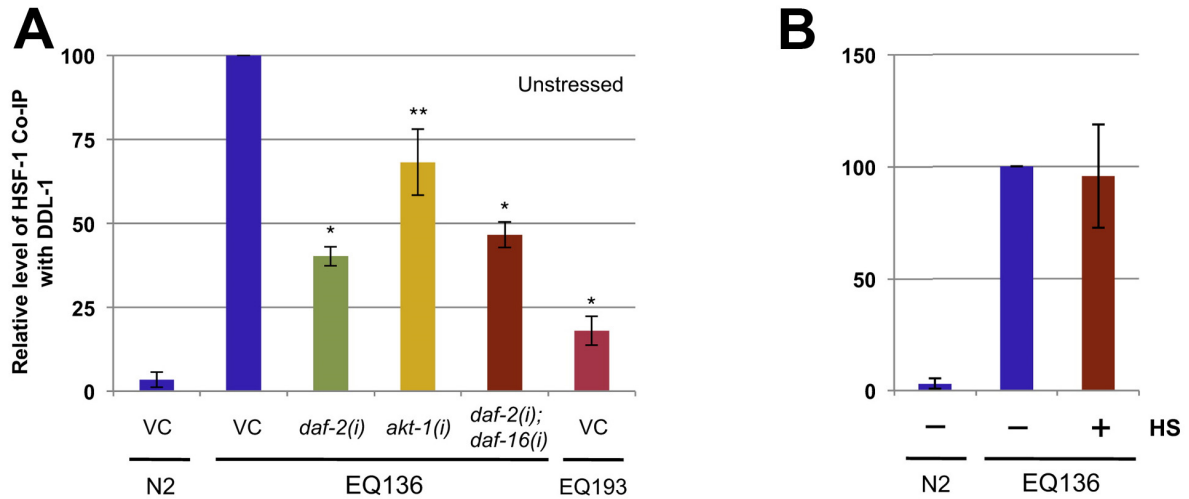 A
Relative level of HSF-1 Co-IP
with DDL-1
100
75
50
25
0
Unstressed
*
**
*
*
VC
VC
daf-2(i)
akt-1(i)
daf-2(i);
daf-16(i)
VC
N2
EQ136
EQ193
B
150
100
50
0
–
–
+
HS
N2
EQ136